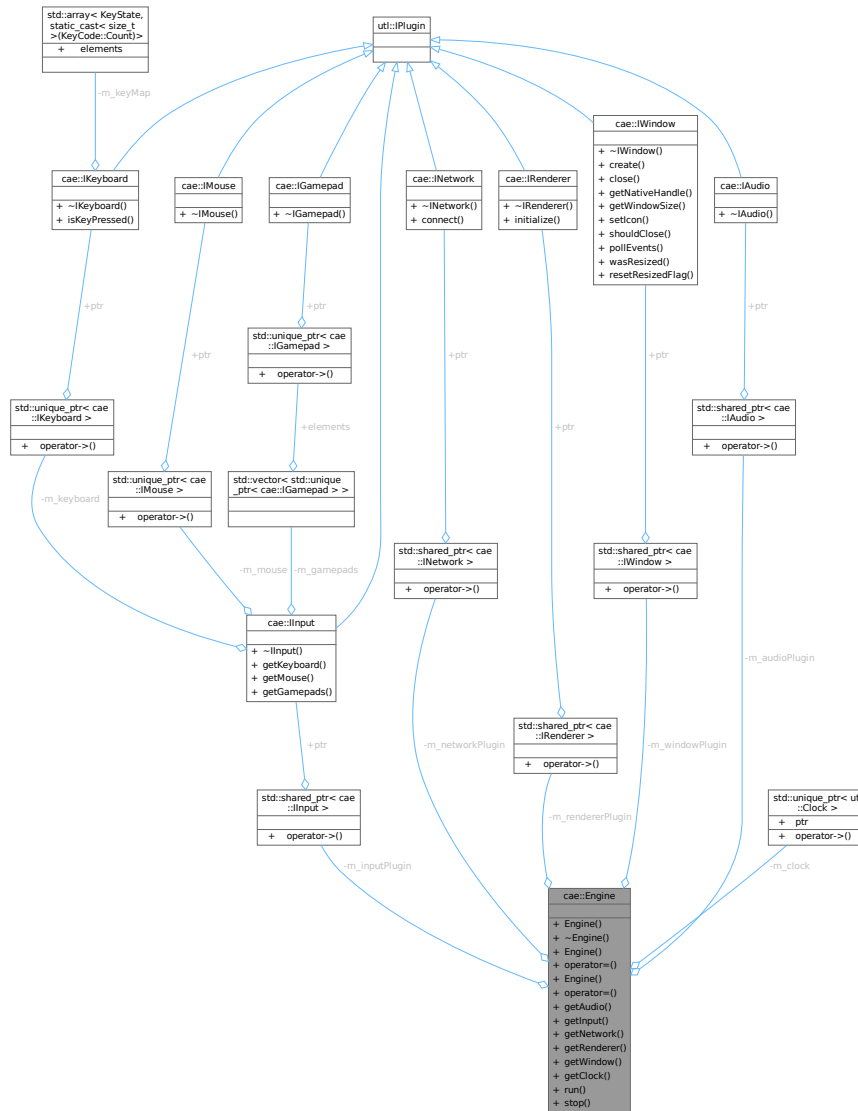 std::array< KeyState,
static_cast< size_t
>(KeyCode::Count)>
+ elements
utl::IPlugin
-m_keyMap
cae::IKeyboard
+ ~IKeyboard()
+ isKeyPressed()
cae::IMouse
+ ~IMouse()
cae::IGamepad
+ ~IGamepad()
cae::INetwork
+ ~INetwork()
+ connect()
cae::IRenderer
+ ~IRenderer()
+ initialize()
cae::IWindow
+ ~IWindow()
+ create()
+ close()
+ getNativeHandle()
+ getWindowSize()
+ setIcon()
+ shouldClose()
+ pollEvents()
+ wasResized()
+ resetResizedFlag()
cae::IAudio
+ ~IAudio()
+ptr
+ptr
+ptr
+ptr
+ptr
+ptr
+ptr
std::unique_ptr< cae
::IGamepad >
+ operator->()
std::unique_ptr< cae
::IKeyboard >
+ operator->()
std::shared_ptr< cae
::IAudio >
+ operator->()
+elements
std::unique_ptr< cae
::IMouse >
+ operator->()
std::vector< std::unique
_ptr< cae::IGamepad > >
-m_keyboard
-m_mouse
-m_gamepads
std::shared_ptr< cae
::INetwork >
+ operator->()
std::shared_ptr< cae
::IWindow >
+ operator->()
cae::IInput
+ ~IInput()
+ getKeyboard()
+ getMouse()
+ getGamepads()
-m_audioPlugin
+ptr
-m_networkPlugin
std::shared_ptr< cae
::IRenderer >
+ operator->()
-m_windowPlugin
std::shared_ptr< cae
::IInput >
+ operator->()
std::unique_ptr< utl
::Clock >
+ ptr
+ operator->()
-m_rendererPlugin
-m_inputPlugin
-m_clock
cae::Engine
+ Engine()
+ ~Engine()
+ Engine()
+ operator=()
+ Engine()
+ operator=()
+ getAudio()
+ getInput()
+ getNetwork()
+ getRenderer()
+ getWindow()
+ getClock()
+ run()
+ stop()